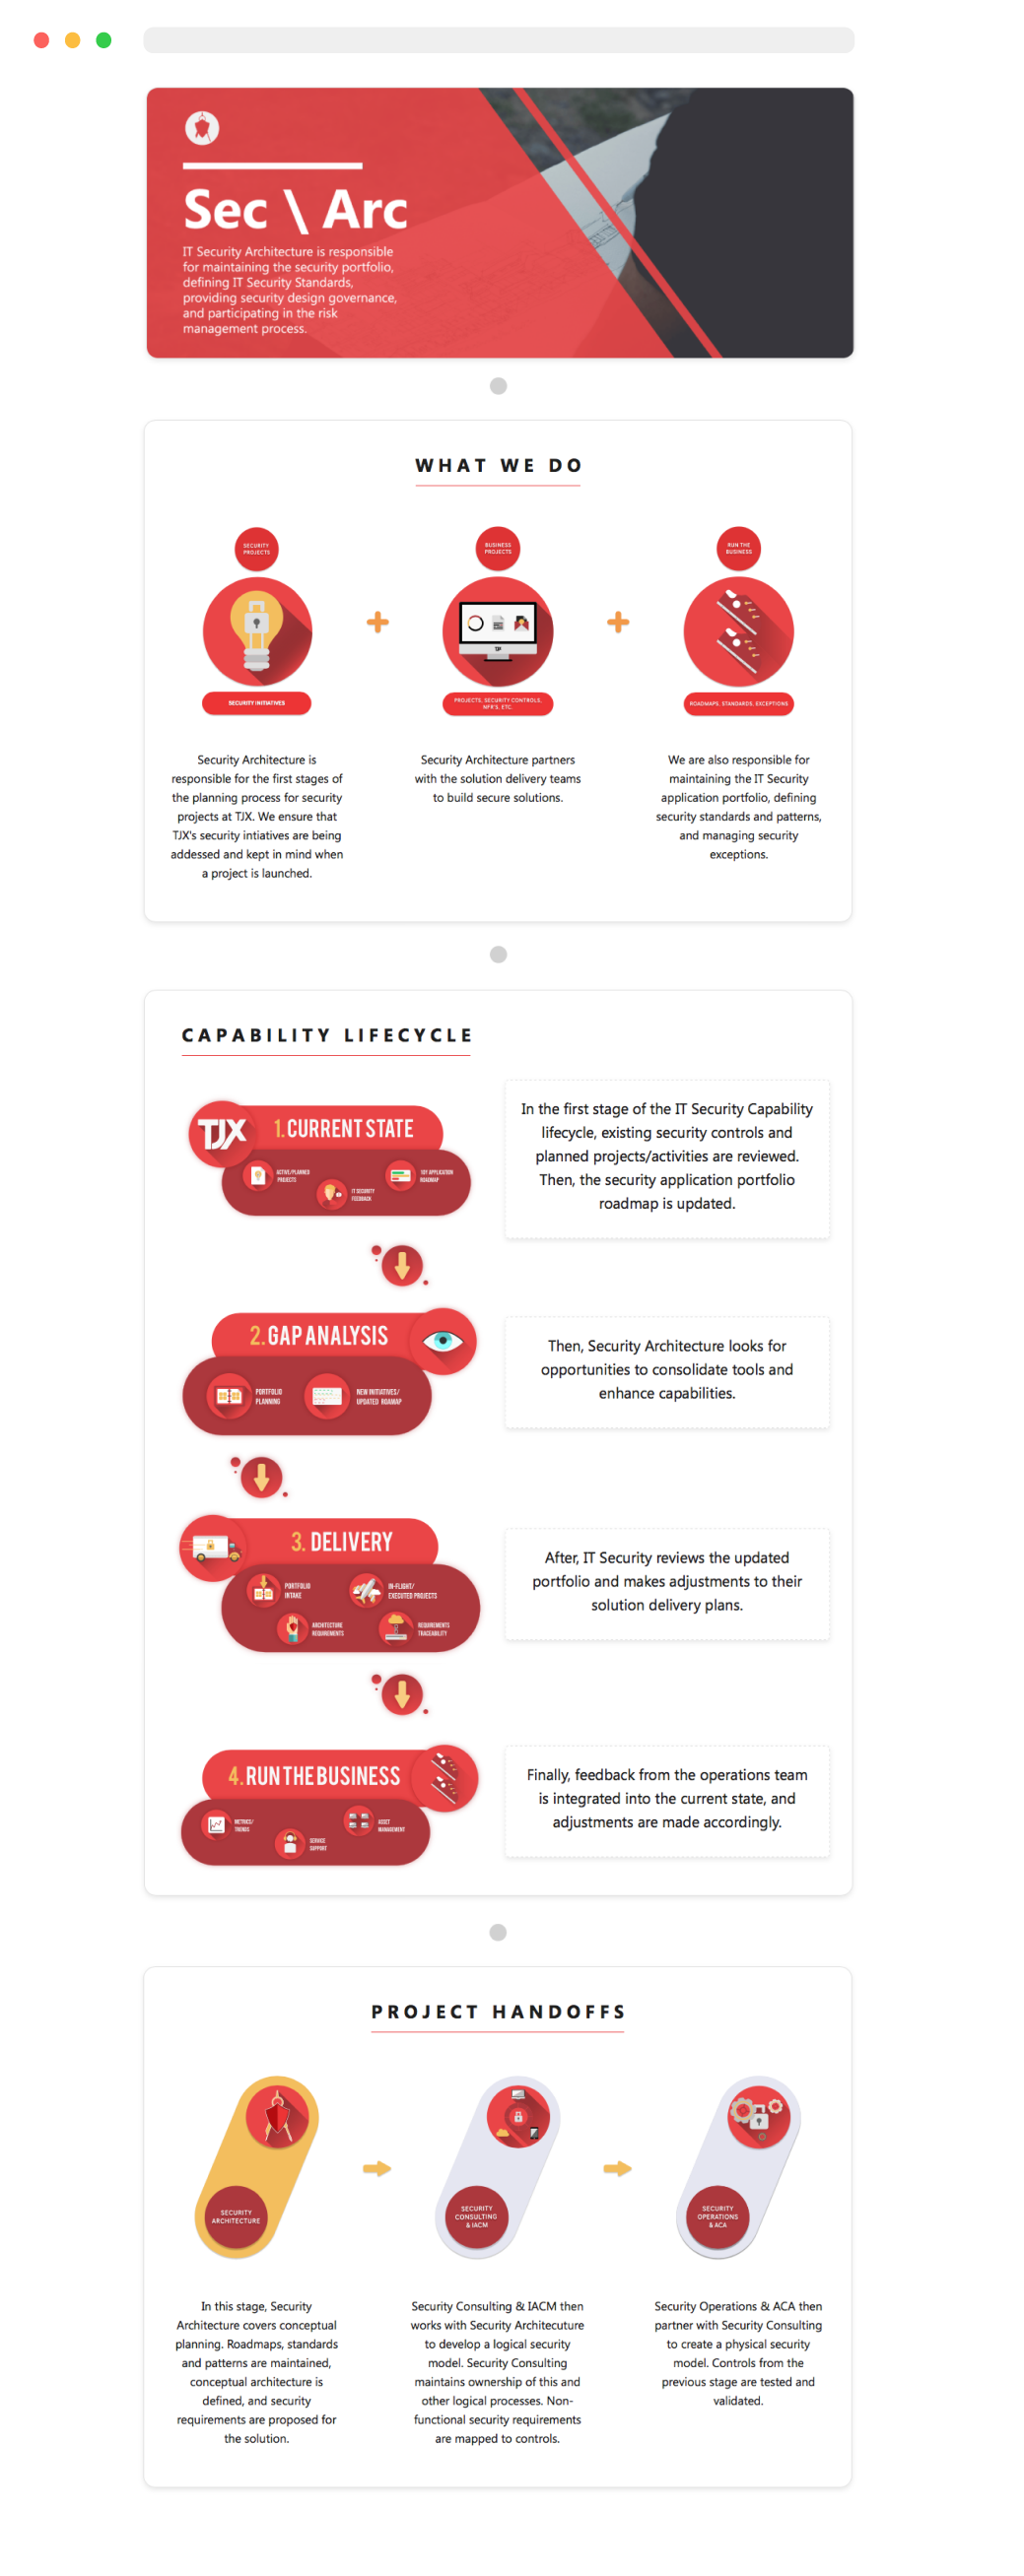 Sec \ Arc
IT Security Architecture is responsible
for maintaining the security portfolio,
defining IT Security Standards,
providing security design governance,
and participating in the risk
management process.
WHAT WE DO
SECURITY
PROJECTS
BUSINESS
PROJECTS
RUN THE
BUSINESS
SECURITY INITIATIVES
PROJECTS, SECURITY CONTROLS,
NFR'S, ETC.
ROADMAPS, STANDARDS, EXCEPTIONS
Security Architecture is
responsible for the first stages of
the planning process for security
projects at TJX. We ensure that
TJX's security intiatives are being
addessed and kept in mind when
a project is launched.
Security Architecture partners
with the solution delivery teams
to build secure solutions.
We are also responsible for
maintaining the IT Security
application portfolio, defining
security standards and patterns,
and managing security
exceptions.
CAPABILITY LIFECYCLE
TJX
1. CURRENT STATE
ACTIVE/PLANNED
PROJECTS
IT SECURITY
FEEDBACK
APPLICATION
ROADMAP
In the first stage of the IT Security Capability
lifecycle, existing security controls and
planned projects/activities are reviewed.
Then, the security application portfolio
roadmap is updated.
2. GAP ANALYSIS
PORTFOLIO
PLANNING
NEW INITIATIVES/
UPDATED ROAMAP
Then, Security Architecture looks for
opportunities to consolidate tools and
enhance capabilities.
3. DELIVERY
PORTFOLIO
INTAKE
IN-FLIGHT/
EXECUTED PROJECTS
ARCHITECTURE
REQUIREMENTS
REQUIREMENTS
TRACEABILITY
After, IT Security reviews the updated
portfolio and makes adjustments to their
solution delivery plans.
4. RUN THE BUSINESS
METRICS/
TRENDS
SERVICE
SUPPORT
ASSET
MANAGEMENT
Finally, feedback from the operations team
is integrated into the current state, and
adjustments are made accordingly.
PROJECT HANDOFFS
SECURITY
ARCHITECTURE
SECURITY
CONSULTING
& IACM
SECURITY
OPERATIONS
& ACA
In this stage, Security
Architecture covers conceptual
planning. Roadmaps, standards
and patterns are maintained,
conceptual architecture is
defined, and security
requirements are proposed for
the solution.
Security Consulting & IACM then
works with Security Architecuture
to develop a logical security
model. Security Consulting
maintains ownership of this and
other logical processes. Non-
functional security requirements
are mapped to controls.
Security Operations & ACA then
partner with Security Consulting
to create a physical security
model. Controls from the
previous stage are tested and
validated.